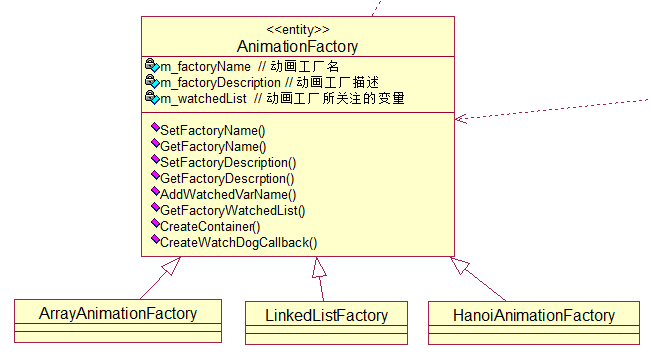 <<entity>>
AnimationFactory
m_factoryName // 动画工厂名
m_factoryDescription // 动画工厂描述
m_watchedList // 动画工厂所关注的变量
SetFactoryName()
GetFactoryName()
SetFactoryDescription()
GetFactoryDescrption()
AddWatchedVarName()
GetFactoryWatchedList()
CreateContainer()
CreateWatchDogCallback()
ArrayAnimationFactory
LinkedListFactory
HanoiAnimationFactory